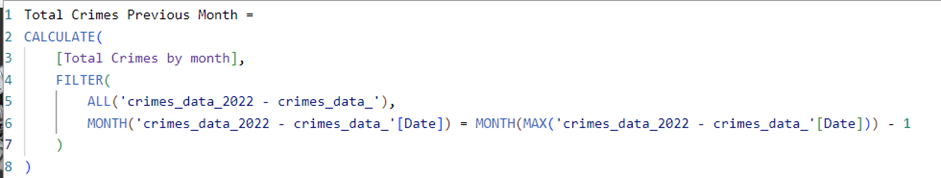 1 Total Crimes Previous Month =
2 CALCULATE(
3 [Total Crimes by month],
4 FILTER(
5 ALL('crimes_data_2022 - crimes_data_'),
6 MONTH('crimes_data_2022 - crimes_data_'[Date]) = MONTH(MAX('crimes_data_2022 - crimes_data_'[Date])) - 1
7 )
8 )